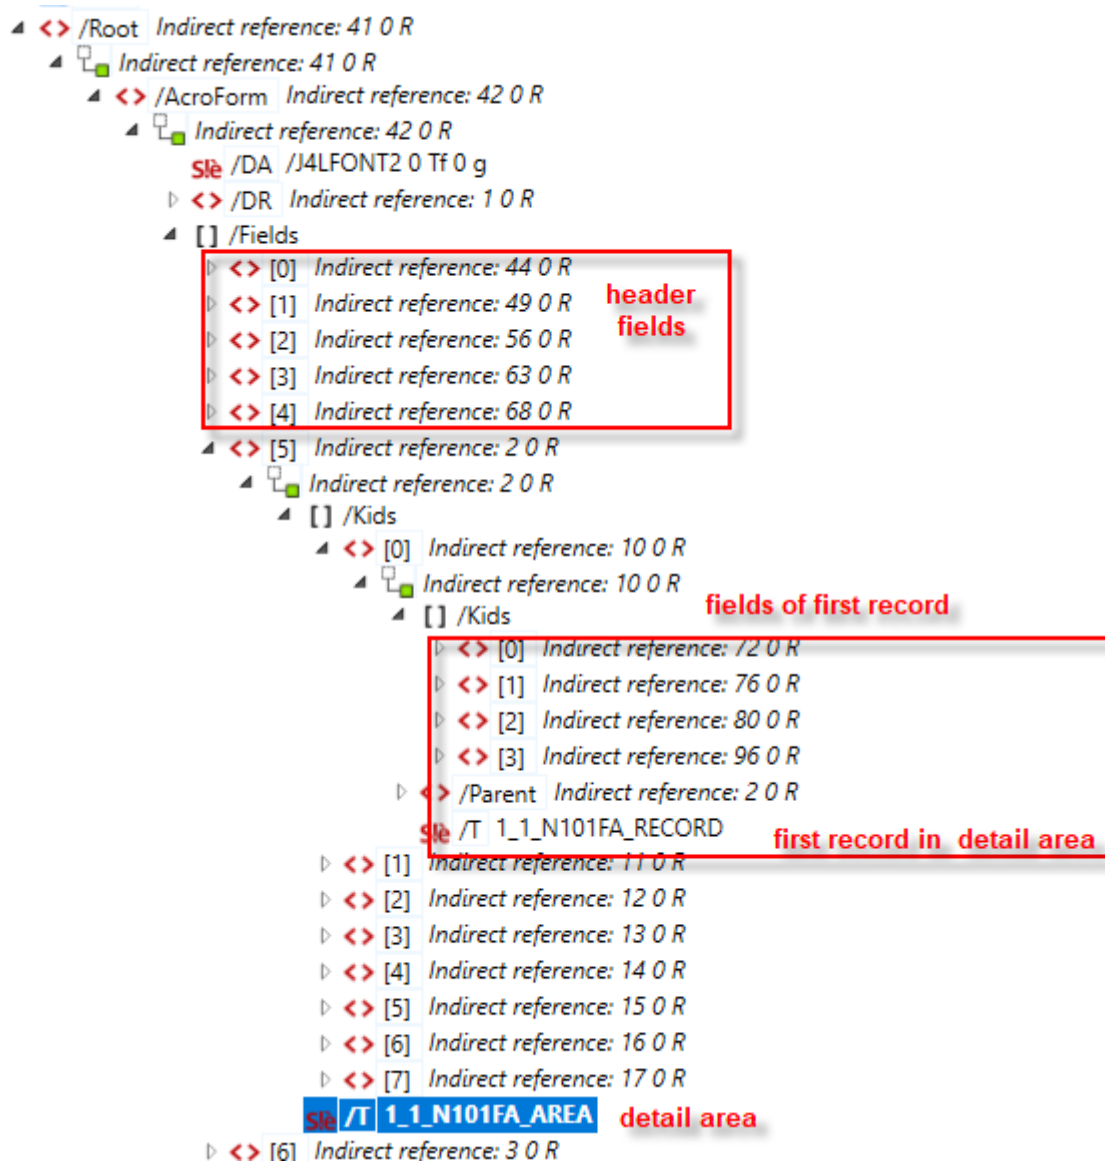 /Root Indirect reference: 41 0 R
Indirect reference: 41 0 R
/AcroForm Indirect reference: 42 0 R
Indirect reference: 42 0 R
S!è /DA /J4LFONT2 0 Tf 0 g
/DR Indirect reference: 1 0 R
[] /Fields
[0] Indirect reference: 44 0 R
[1] Indirect reference: 49 0 R
header
fields
[2] Indirect reference: 56 0 R
[3] Indirect reference: 63 0 R
[4] Indirect reference: 68 0 R
[5] Indirect reference: 2 0 R
Indirect reference: 2 0 R
[] /Kids
[0] Indirect reference: 10 0 R
Indirect reference: 10 0 R
fields of first record
[] /Kids
[0] Indirect reference: 72 0 R
[1] Indirect reference: 76 0 R
[2] Indirect reference: 80 0 R
[3] Indirect reference: 96 0 R
/Parent Indirect reference: 2 0 R
S!è /T 1_1_N101FA_RECORD
first record in detail area
[1] Indirect reference: 11 0 R
[2] Indirect reference: 12 0 R
[3] Indirect reference: 13 0 R
[4] Indirect reference: 14 0 R
[5] Indirect reference: 15 0 R
[6] Indirect reference: 16 0 R
[7] Indirect reference: 17 0 R
S!è /T 1_1_N101FA_AREA detail area
[6] Indirect reference: 3 0 R